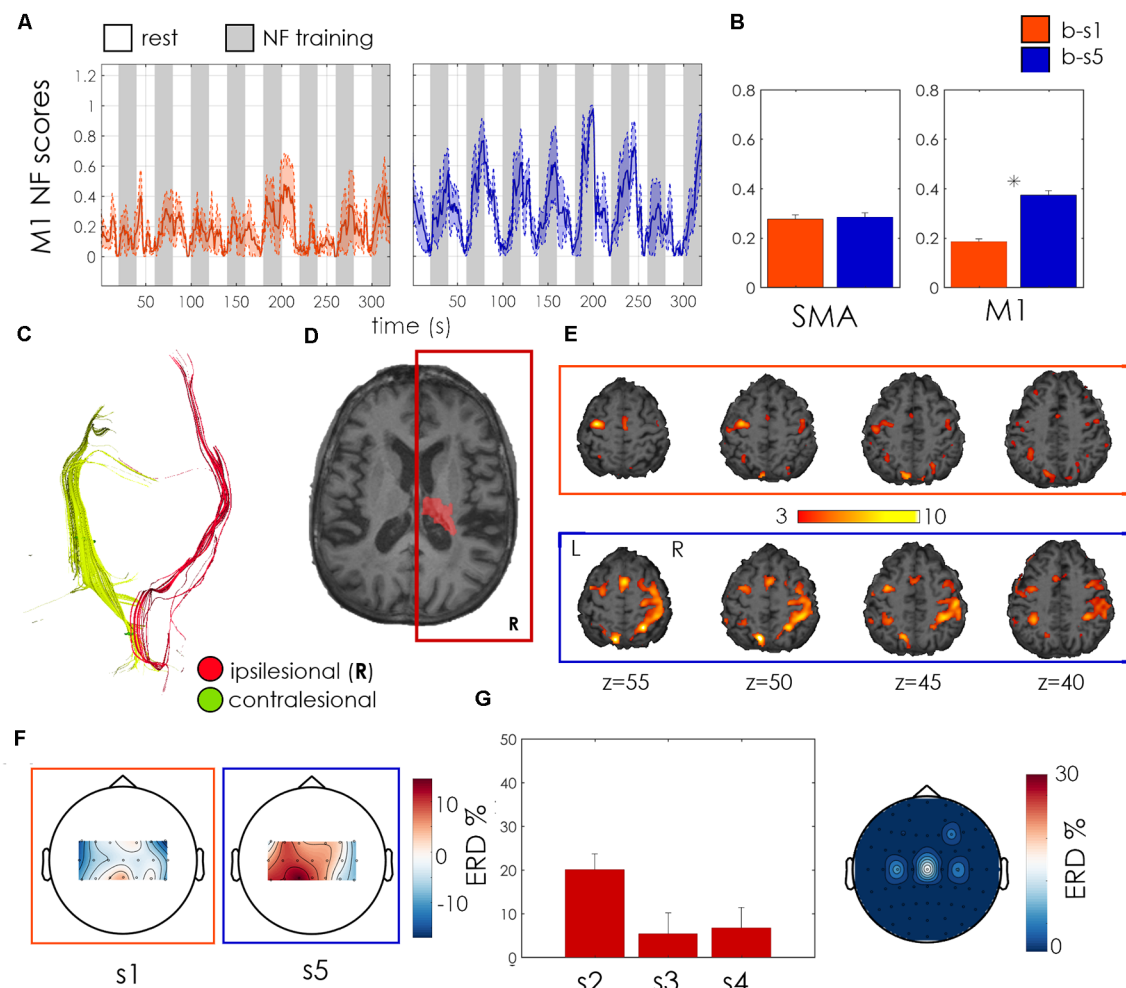 A
rest
NF training
B
b-s1
b-s5
M1 NF scores
1.2
1
0.8
0.6
0.4
0.2
0
50 100 150 200 250 300
50 100 150 200 250 300
time (s)
0.8
0.6
0.4
0.2
0
SMA
0.8
0.6
0.4
0.2
0
*
M1
C
ipsilesional (R)
contralesional
D
R
E
3 10
L R
z=55 z=50 z=45 z=40
F
s1 s5
10
0
-10
ERD %
G
50
40
30
20
10
0
s2 s3 s4
30
0
ERD %